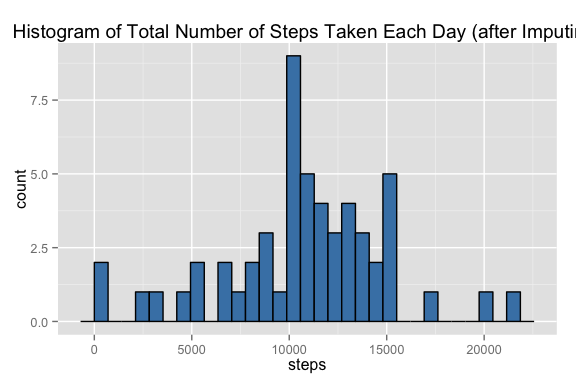 Histogram of Total Number of Steps Taken Each Day (after
7.5
5.0
2.5
0.0
count
0 5000 10000 15000 20000
steps